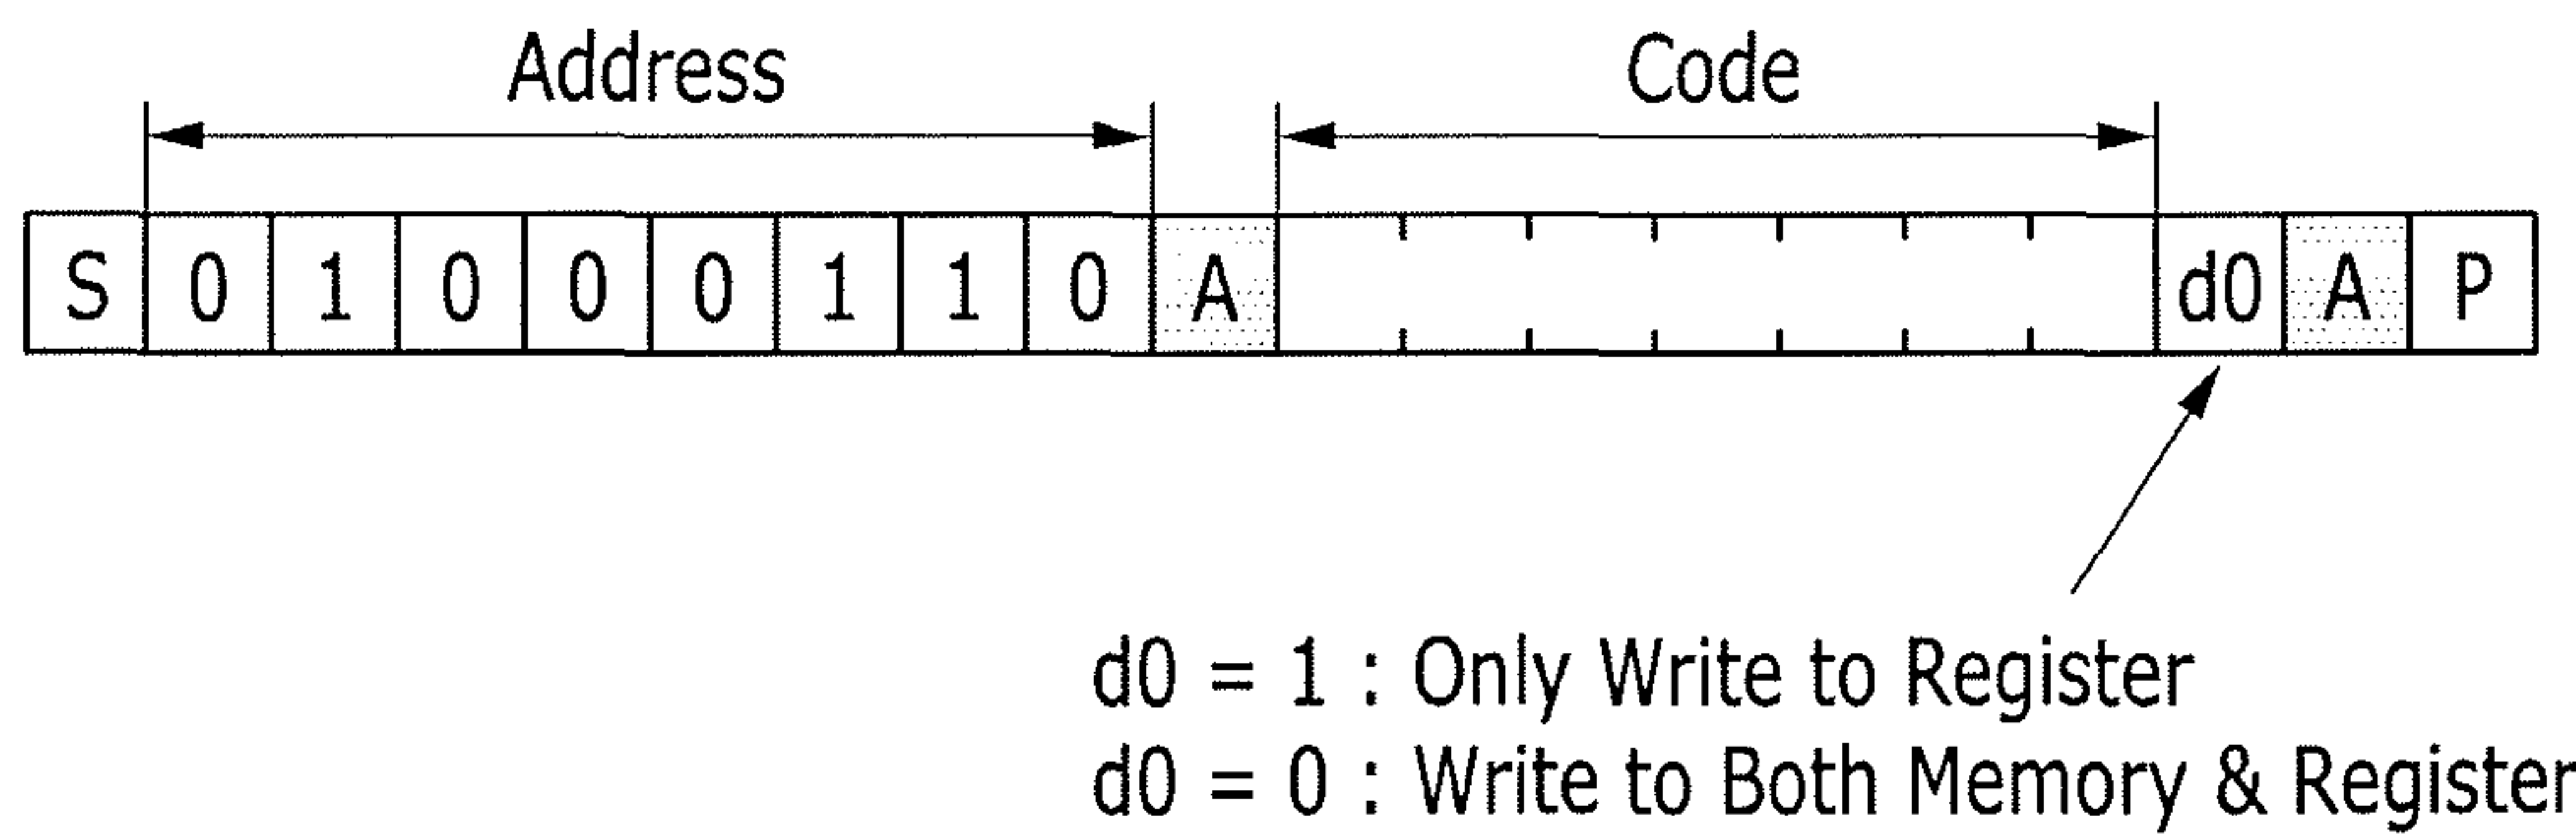 Address Code
S 0 1 0 0 0 1 1 0 A d0 A P
d0 = 1 : Only Write to Register
d0 = 0 : Write to Both Memory & Register